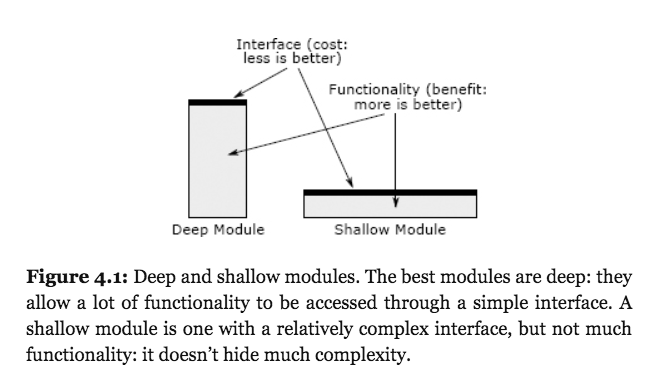 Interface (cost:
less is better)
Functionality (benefit:
more is better)
Deep Module
Shallow Module
Figure 4.1: Deep and shallow modules. The best modules are deep: they
allow a lot of functionality to be accessed through a simple interface. A
shallow module is one with a relatively complex interface, but not much
functionality: it doesn’t hide much complexity.